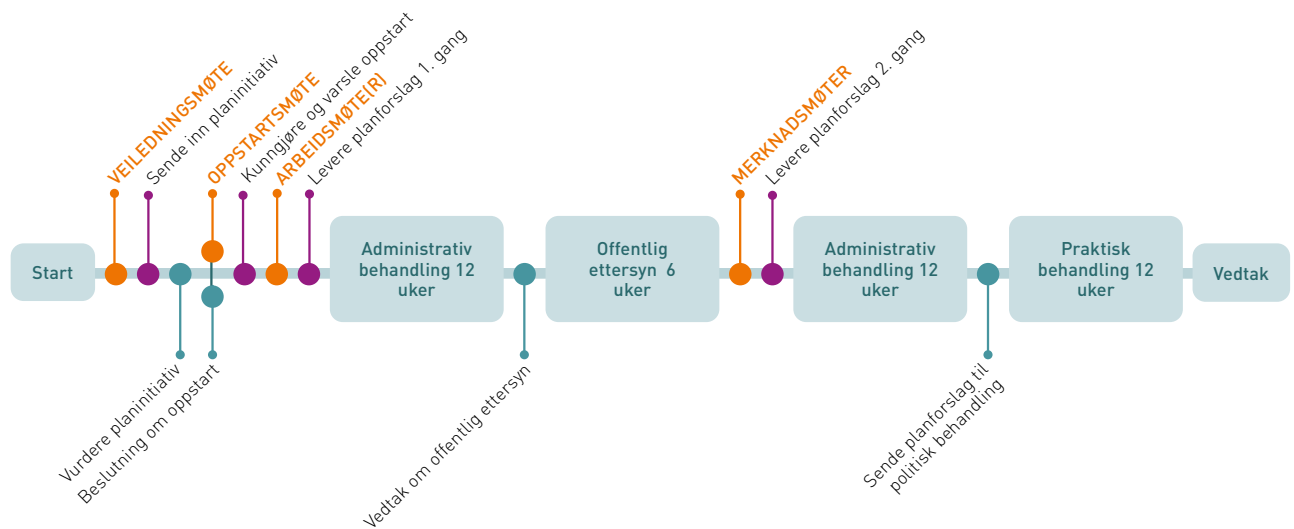 VEILEDNINGSMØTE
Sende inn planinitiativ
OPPSTARTSMØTE
Kunngjøre og varsle oppstart
ARBEIDSMØTE(R)
Levere planforslag 1. gang
MERKNADSMØTER
Levere planforslag 2. gang
Start
Administrativ
behandling 12
uker
Offentlig
ettersyn 6
uker
Administrativ
behandling 12
uker
Praktisk
behandling 12
uker
Vedtak
Vurdere planinitiativ
Beslutning om oppstart
Vedtak om offentlig ettersyn
Sende planforslag til
politisk behandling